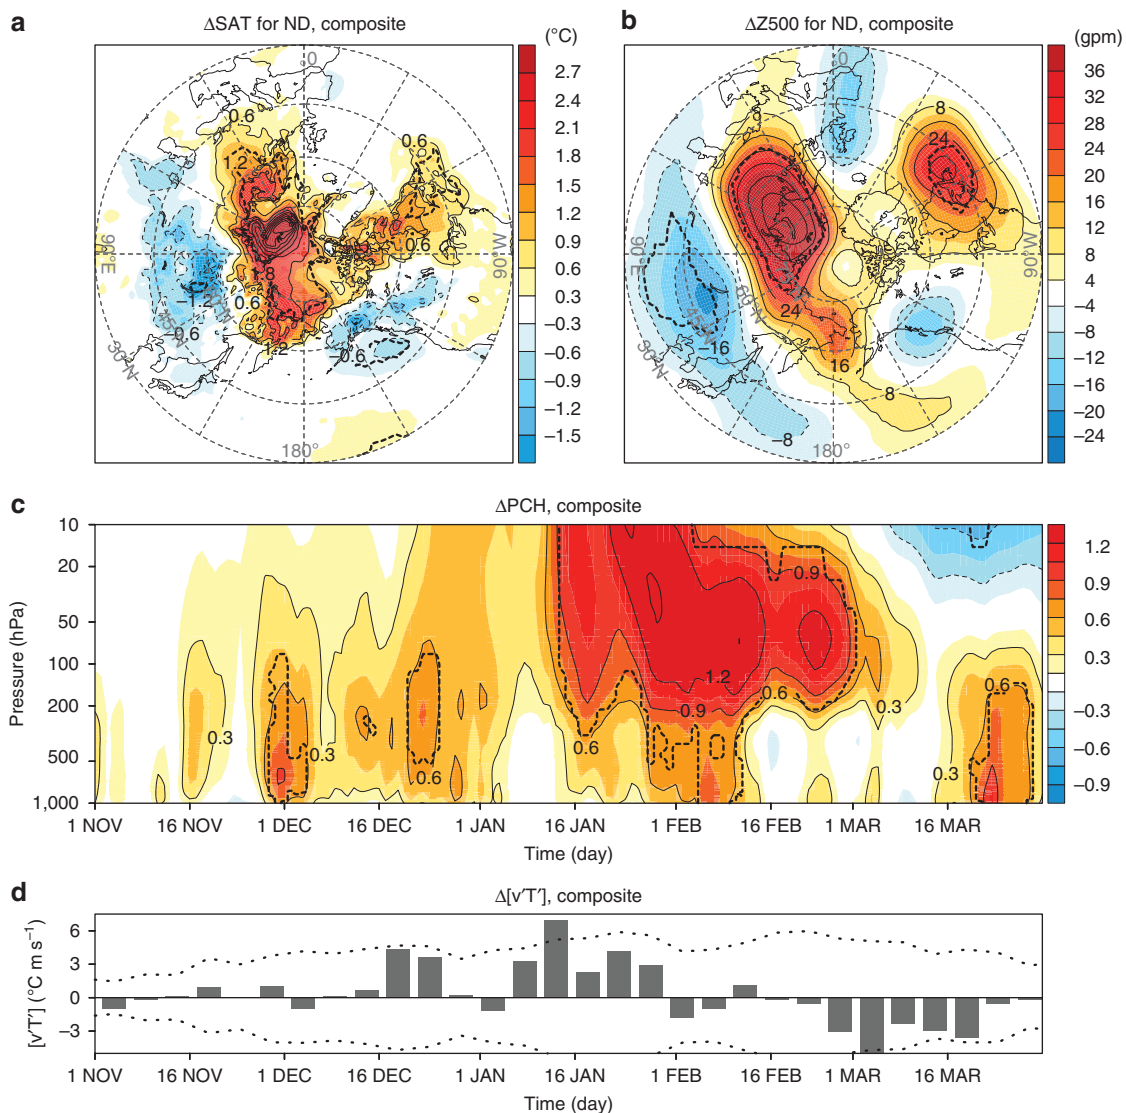 a
ΔSAT for ND, composite
(°C)
2.7
2.4
2.1
1.8
1.5
1.2
0.9
0.6
0.3
−0.3
−0.6
−0.9
−1.2
−1.5
0
0.6
1.2
0.6
0.6
90°E
90°W
1.8
0.6
−1.2
−0.6
45°N
30°N
1.2
−0.6
180°
b
ΔZ500 for ND, composite
(gpm)
36
32
28
24
20
16
12
8
4
−4
−8
−12
−16
−20
−24
0
8
8
24
90°E
90°W
60°N
45°N
30°N
24
−16
16
8
−8
180°
c
ΔPCH, composite
Pressure (hPa)
10
20
50
100
200
500
1,000
0.3
0.3
0.6
0.6
0.9
1.2
0.9
0.6
0.3
0.6
0.3
1.2
0.9
0.6
0.3
−0.3
−0.6
−0.9
1 NOV
16 NOV
1 DEC
16 DEC
1 JAN
16 JAN
1 FEB
16 FEB
1 MAR
16 MAR
Time (day)
d
Δ[v′T′], composite
[v′T′] (°C m s⁻¹)
6
3
0
−3
1 NOV
16 NOV
1 DEC
16 DEC
1 JAN
16 JAN
1 FEB
16 FEB
1 MAR
16 MAR
Time (day)